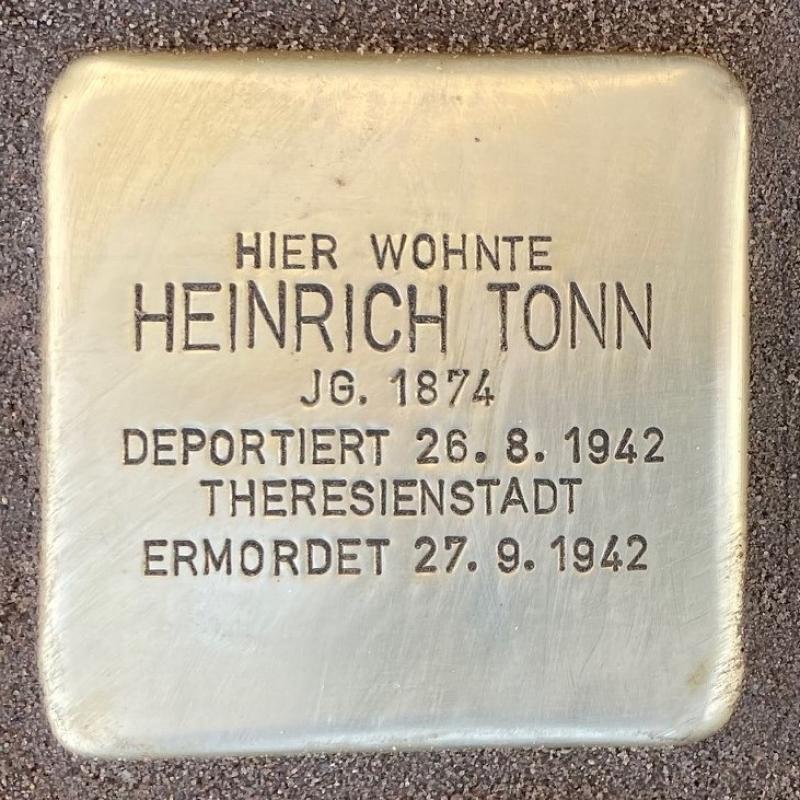 HIER WOHNTE
HEINRICH TONN
JG. 1874
DEPORTIERT 26. 8. 1942
THERESIENSTADT
ERMORDET 27. 9. 1942